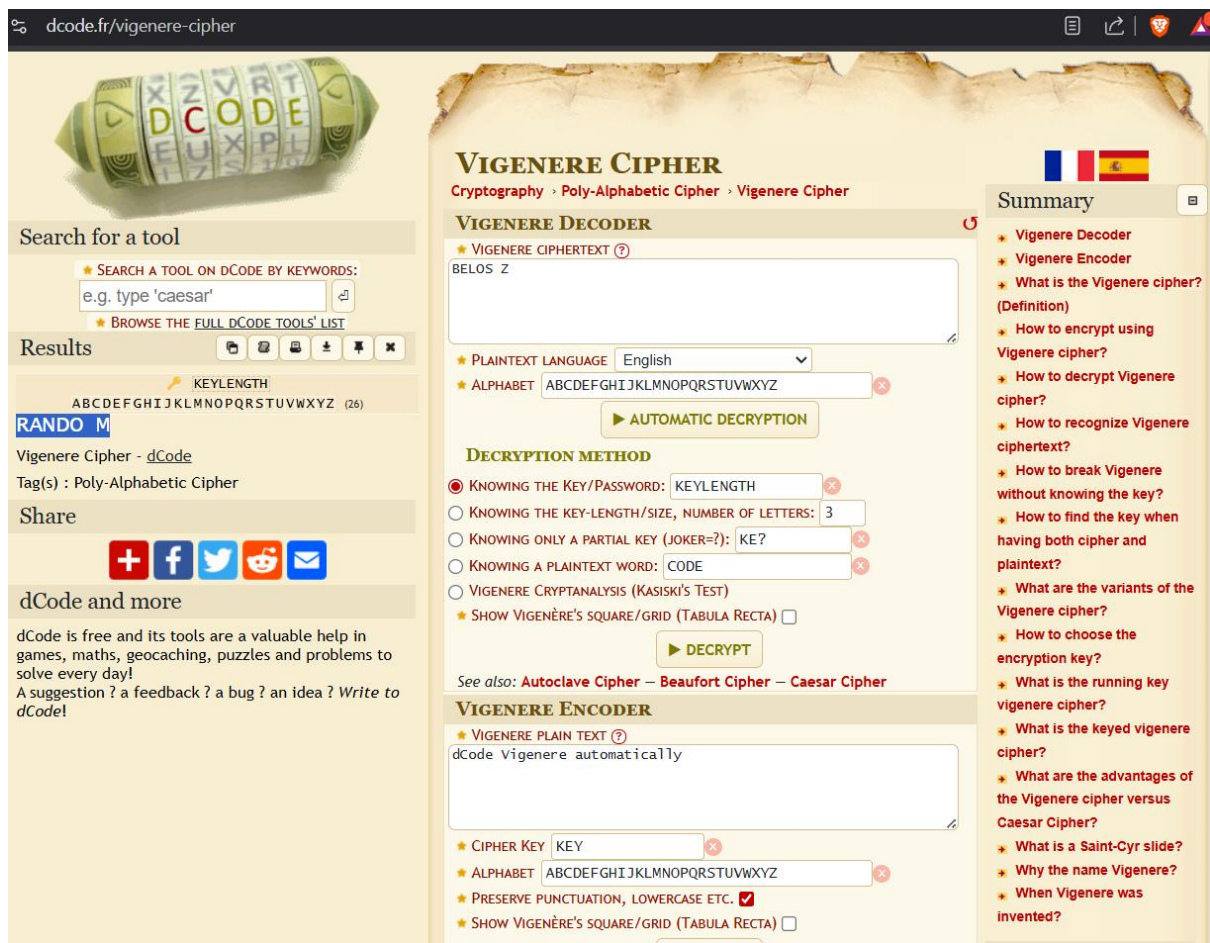 dcode.fr/vigenere-cipher
X Z V R T
D C O D E
E U X P L
Search for a tool
★ SEARCH A TOOL ON DCODE BY KEYWORDS:
e.g. type 'caesar'
★ BROWSE THE FULL DCODE TOOLS' LIST
Results
KEYLENGTH
ABCDEFGHIJKLMNOPQRSTUVWXYZ (26)
RANDO M
Vigenere Cipher - dCode
Tag(s) : Poly-Alphabetic Cipher
Share
dCode and more
dCode is free and its tools are a valuable help in
games, maths, geocaching, puzzles and problems to
solve every day!
A suggestion ? a feedback ? a bug ? an idea ? Write to
dCode!
VIGENERE CIPHER
Cryptography › Poly-Alphabetic Cipher › Vigenere Cipher
VIGENERE DECODER
★ VIGENERE CIPHERTEXT ?
BELOS Z
★ PLAINTEXT LANGUAGE English
★ ALPHABET ABCDEFGHIJKLMNOPQRSTUVWXYZ
▶ AUTOMATIC DECRYPTION
DECRYPTION METHOD
KNOWING THE KEY/PASSWORD: KEYLENGTH
KNOWING THE KEY-LENGTH/SIZE, NUMBER OF LETTERS: 3
KNOWING ONLY A PARTIAL KEY (JOKER=?): KE?
KNOWING A PLAINTEXT WORD: CODE
VIGENERE CRYPTANALYSIS (KASISKI'S TEST)
★ SHOW VIGENÈRE'S SQUARE/GRID (TABULA RECTA)
▶ DECRYPT
See also: Autoclave Cipher — Beaufort Cipher — Caesar Cipher
VIGENERE ENCODER
★ VIGENERE PLAIN TEXT ?
dCode Vigenere automatically
★ CIPHER KEY KEY
★ ALPHABET ABCDEFGHIJKLMNOPQRSTUVWXYZ
★ PRESERVE PUNCTUATION, LOWERCASE ETC.
★ SHOW VIGENÈRE'S SQUARE/GRID (TABULA RECTA)
Summary
Vigenere Decoder
Vigenere Encoder
What is the Vigenere cipher?
(Definition)
How to encrypt using
Vigenere cipher?
How to decrypt Vigenere
cipher?
How to recognize Vigenere
ciphertext?
How to break Vigenere
without knowing the key?
How to find the key when
having both cipher and
plaintext?
What are the variants of the
Vigenere cipher?
How to choose the
encryption key?
What is the running key
vigenere cipher?
What is the keyed vigenere
cipher?
What are the advantages of
the Vigenere cipher versus
Caesar Cipher?
What is a Saint-Cyr slide?
Why the name Vigenere?
When Vigenere was
invented?